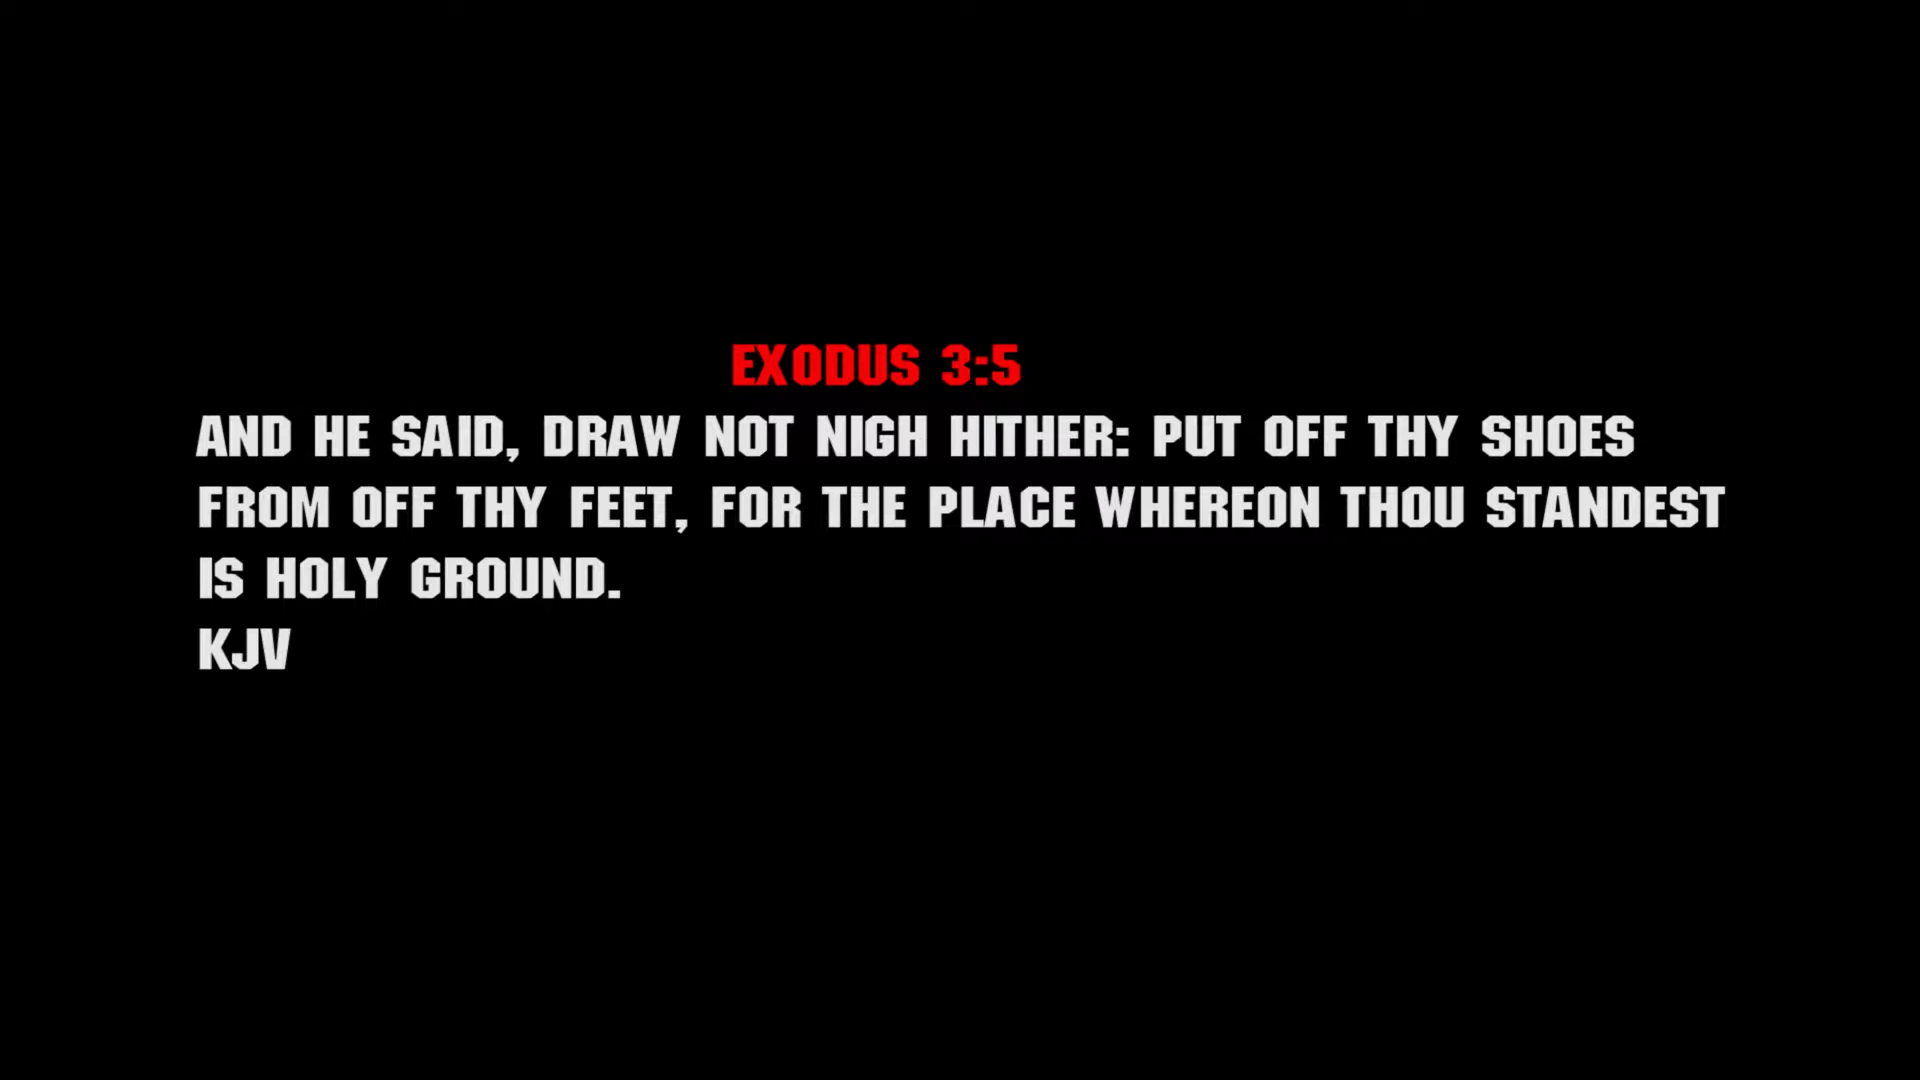 EXODUS 3:5
AND HE SAID, DRAW NOT NIGH HITHER: PUT OFF THY SHOES
FROM OFF THY FEET, FOR THE PLACE WHEREON THOU STANDEST
IS HOLY GROUND.
KJV